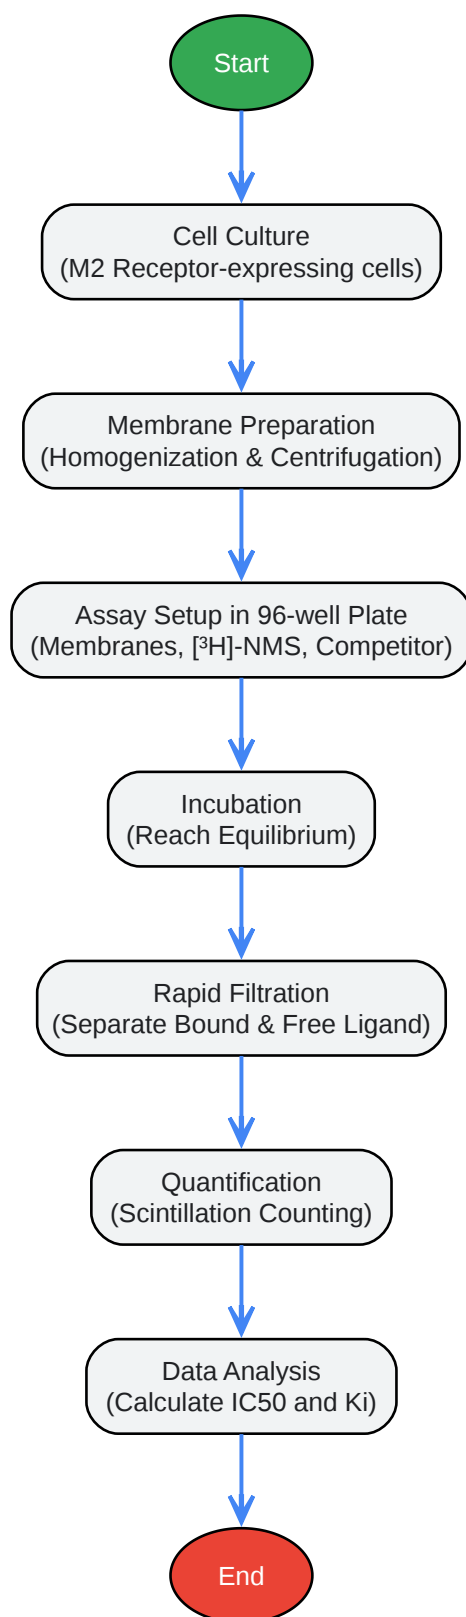 Start
Cell Culture
(M2 Receptor-expressing cells)
Membrane Preparation
(Homogenization & Centrifugation)
Assay Setup in 96-well Plate
(Membranes, [³H]-NMS, Competitor)
Incubation
(Reach Equilibrium)
Rapid Filtration
(Separate Bound & Free Ligand)
Quantification
(Scintillation Counting)
Data Analysis
(Calculate IC50 and Ki)
End